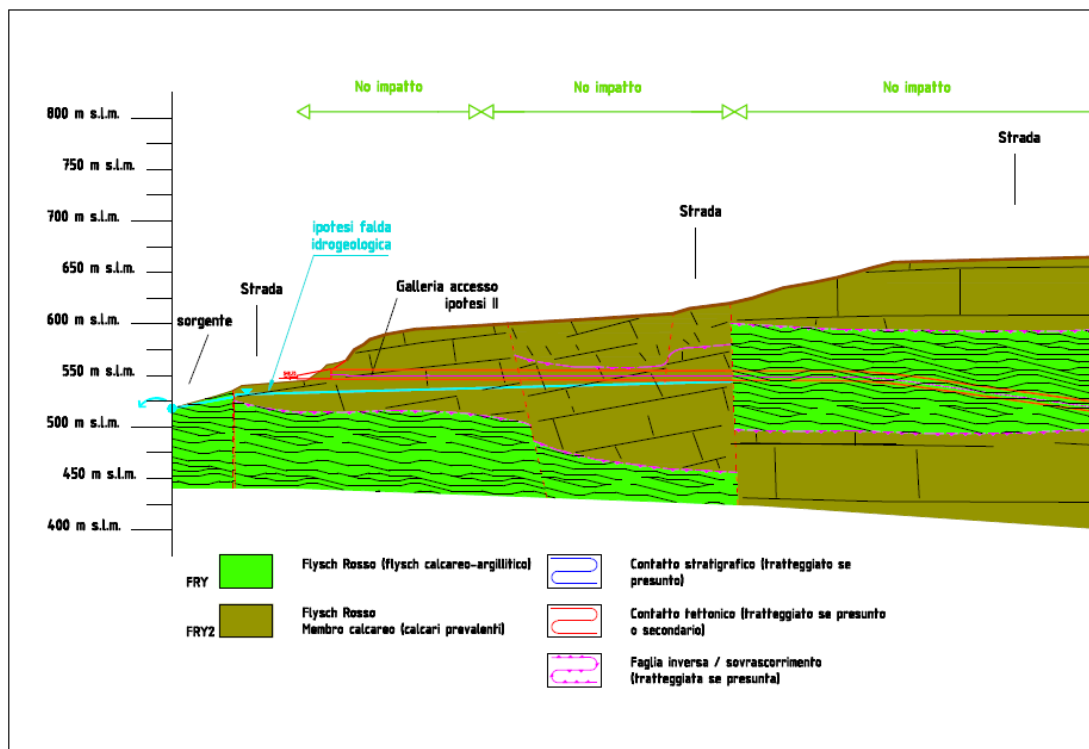 No impatto
No impatto
No impatto
800 m s.l.m.
750 m s.l.m.
700 m s.l.m.
650 m s.l.m.
600 m s.l.m.
550 m s.l.m.
500 m s.l.m.
450 m s.l.m.
400 m s.l.m.
Strada
Strada
ipotesi falda
idrogeologica
Strada
Galleria accesso
ipotesi II
sorgente
FRY
Flysch Rosso (flysch calcareo-argillitico)
FRY2
Flysch Rosso
Membro calcareo (calcari prevalenti)
Contatto stratigrafico (tratteggiato se
presunto)
Contatto tettonico (tratteggiato se presunto
o secondario)
Faglia inversa / sovrascorrimento
(tratteggiata se presunta)